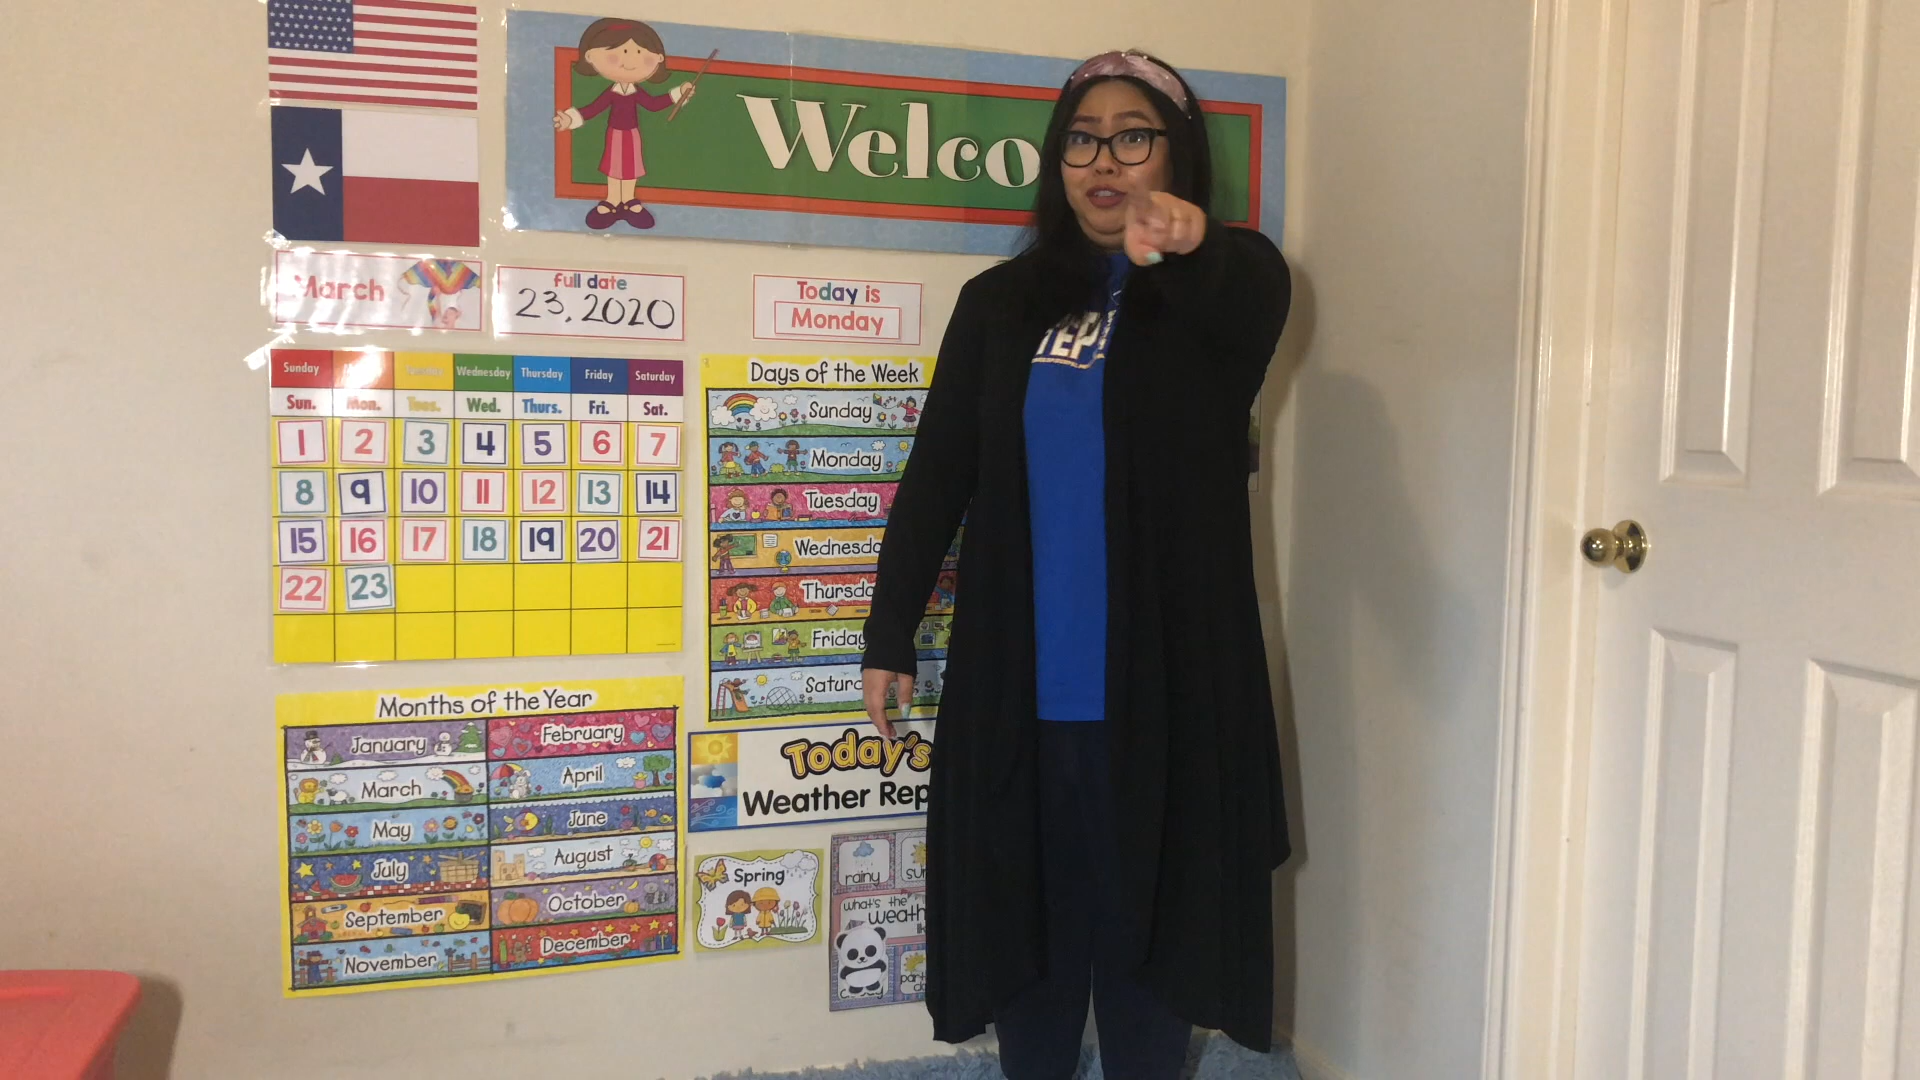 Welco
March
full date
23, 2020
Today is
Monday
Sunday Wednesday Thursday Friday Saturday
Sun. Mon. Tues. Wed. Thurs. Fri. Sat.
1 2 3 4 5 6 7
8 9 10 11 12 13 14
15 16 17 18 19 20 21
22 23
Days of the Week
Sunday
Monday
Tuesday
Wednesda
Thursda
Friday
Satur
Months of the Year
January February
March April
May June
July August
September October
November December
Today's
Weather Rep
Spring
rainy
what's the
weath
TEP